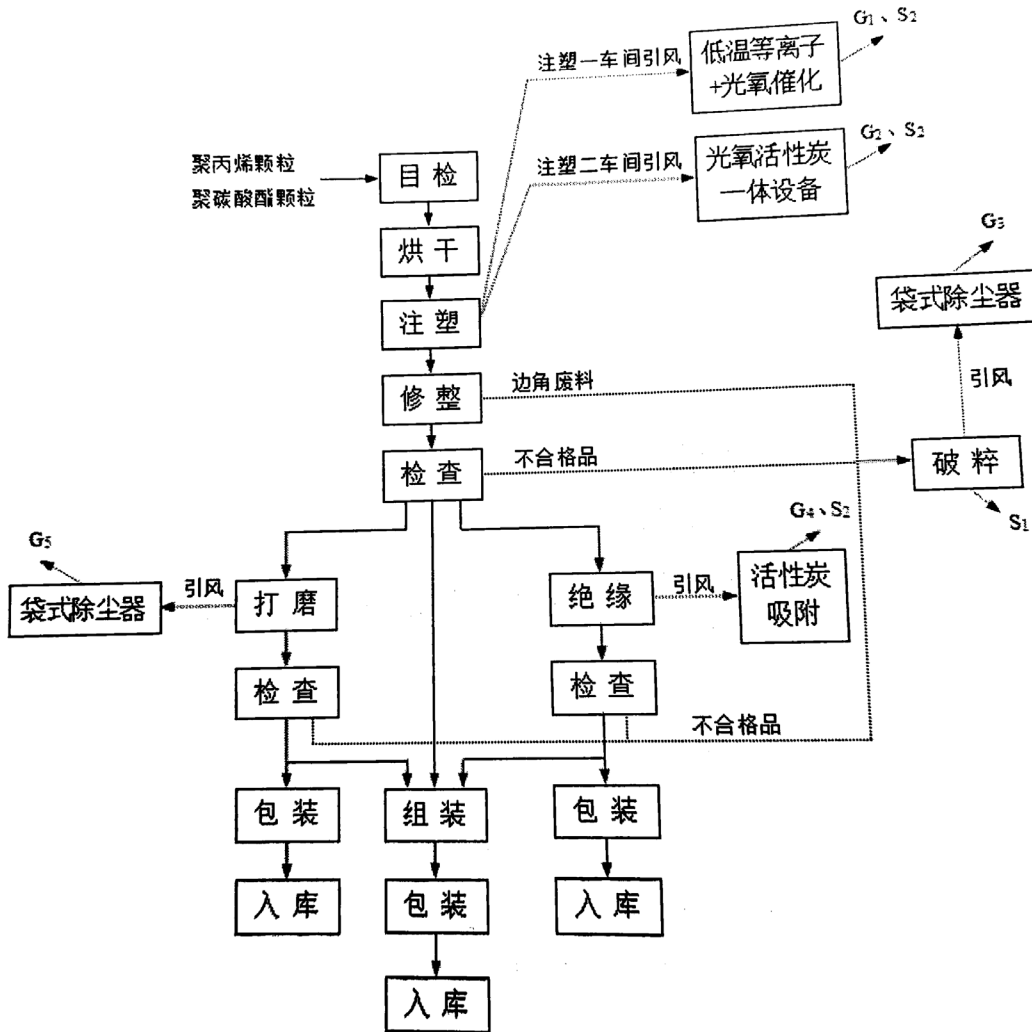 G₁、S₂
注塑一车间引风
低温等离子
+光氧催化
G₂、S₂
聚丙烯颗粒
聚碳酸酯颗粒
目 检
注塑二车间引风
光氧活性炭
一体设备
烘 干
G₃
袋式除尘器
注 塑
引风
边角废料
修 整
不合格品
检 查
破 粹
G₄、S₂
S₁
G₅
袋式除尘器
引风
打 磨
绝 缘
引风
活性炭
吸附
检 查
检 查
不合格品
包 装
组 装
包 装
入 库
包 装
入 库
入 库